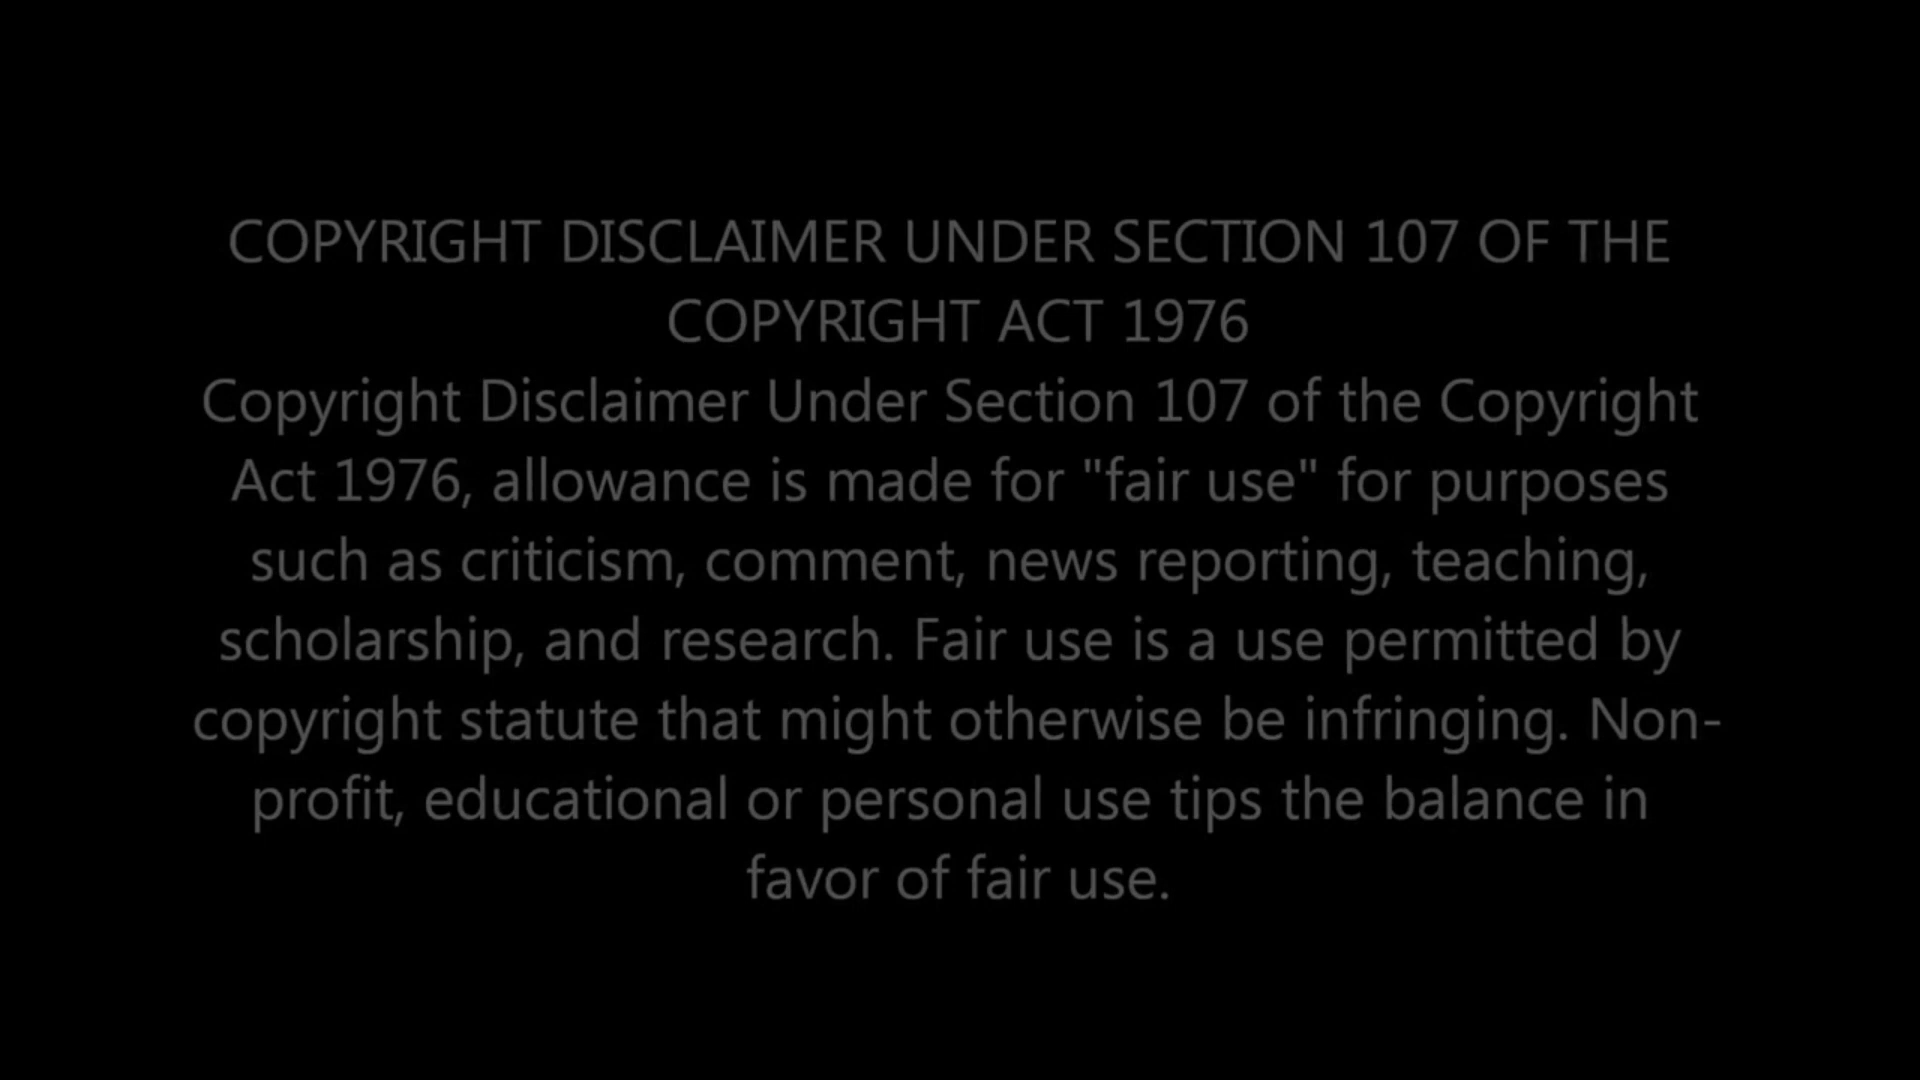 COPYRIGHT DISCLAIMER UNDER SECTION 107 OF THE
COPYRIGHT ACT 1976
Copyright Disclaimer Under Section 107 of the Copyright
Act 1976, allowance is made for "fair use" for purposes
such as criticism, comment, news reporting, teaching,
scholarship, and research. Fair use is a use permitted by
copyright statute that might otherwise be infringing. Non-
profit, educational or personal use tips the balance in
favor of fair use.